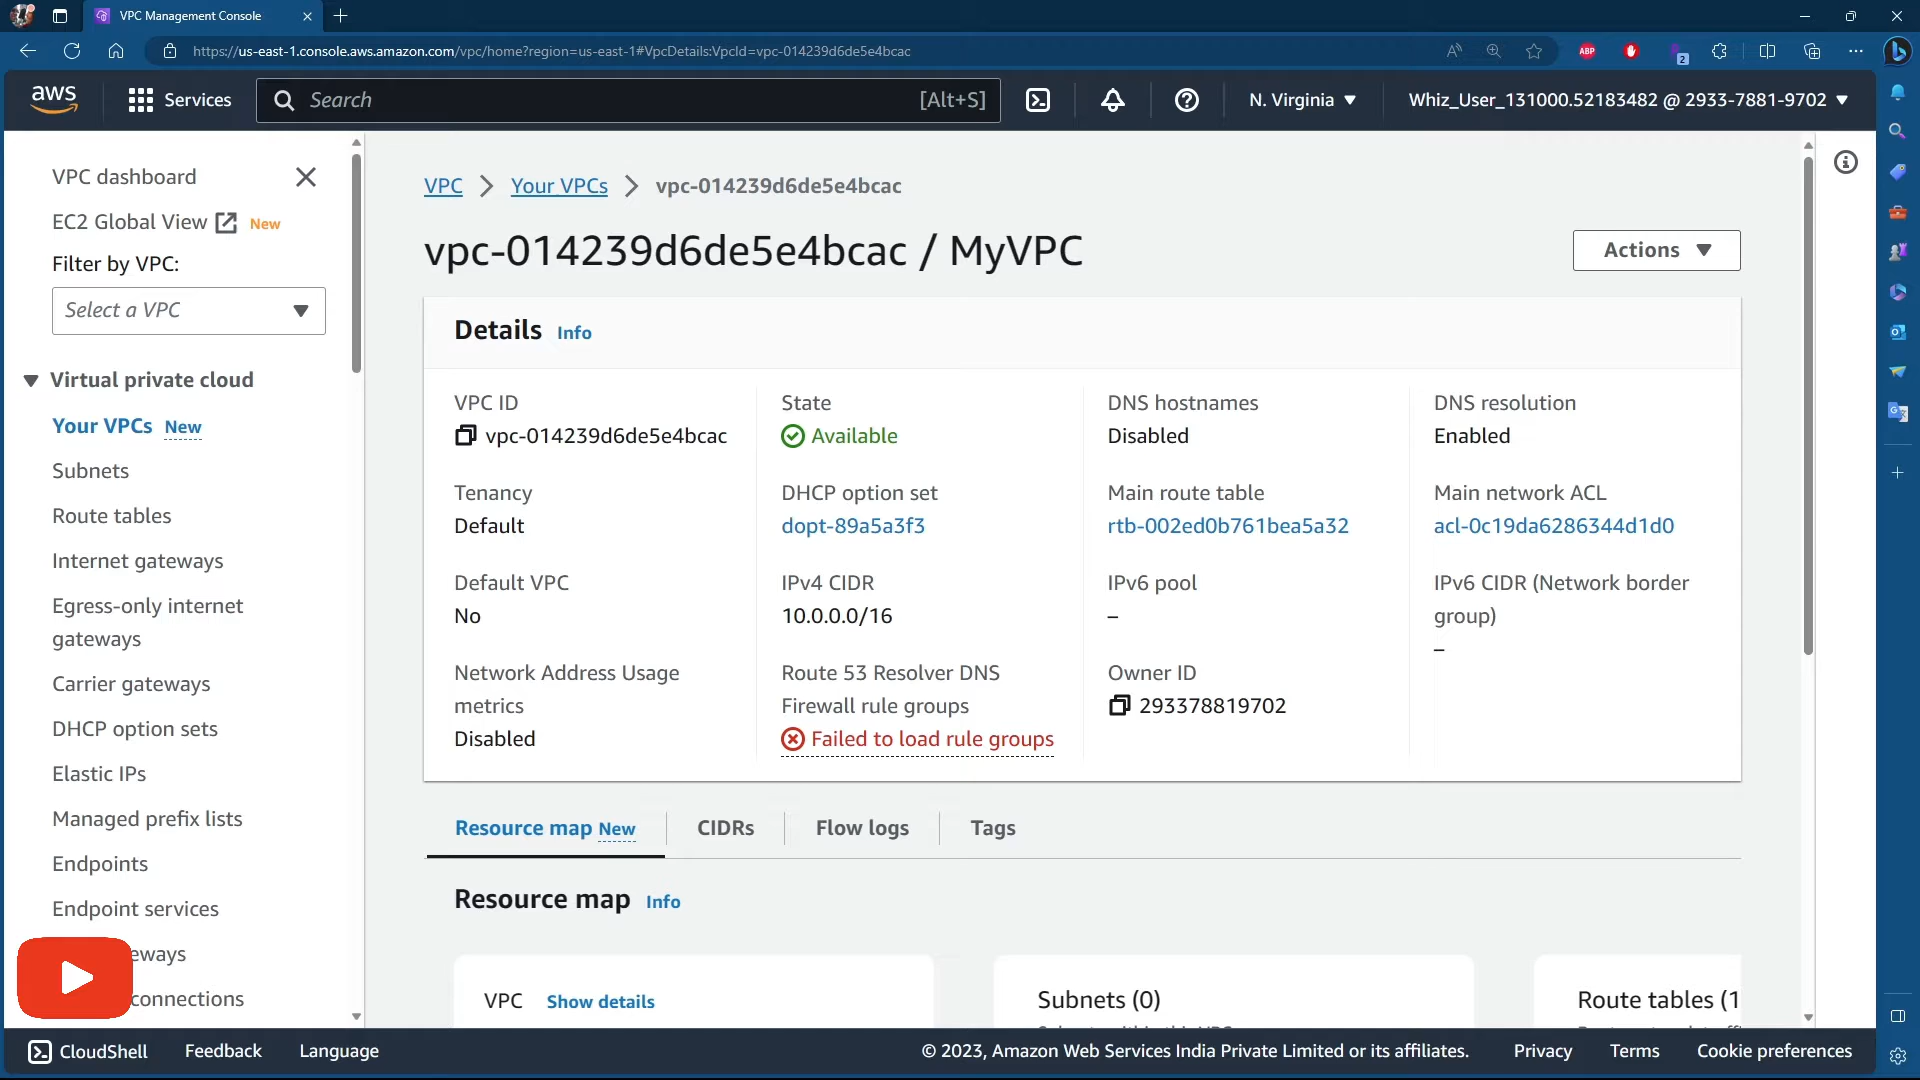 VPC Management Console
https://us-east-1.console.aws.amazon.com/vpc/home?region=us-east-1#VpcDetails:VpcId=vpc-014239d6de5e4bcac
ABP
2
aws
Services
Search
[Alt+S]
N. Virginia
Whiz_User_131000.52183482 @ 2933-7881-9702
VPC dashboard
EC2 Global View New
Filter by VPC:
Select a VPC
Virtual private cloud
Your VPCs New
Subnets
Route tables
Internet gateways
Egress-only internet
gateways
Carrier gateways
DHCP option sets
Elastic IPs
Managed prefix lists
Endpoints
Endpoint services
eways
connections
VPC
Your VPCs
vpc-014239d6de5e4bcac
vpc-014239d6de5e4bcac / MyVPC
Actions
Details Info
VPC ID
vpc-014239d6de5e4bcac
State
Available
DNS hostnames
Disabled
DNS resolution
Enabled
Tenancy
Default
DHCP option set
dopt-89a5a3f3
Main route table
rtb-002ed0b761bea5a32
Main network ACL
acl-0c19da6286344d1d0
Default VPC
No
IPv4 CIDR
10.0.0.0/16
IPv6 pool
–
IPv6 CIDR (Network border
group)
–
Network Address Usage
metrics
Disabled
Route 53 Resolver DNS
Firewall rule groups
Failed to load rule groups
Owner ID
293378819702
Resource map New
CIDRs
Flow logs
Tags
Resource map Info
VPC Show details
Subnets (0)
Route tables (1
CloudShell
Feedback
Language
© 2023, Amazon Web Services India Private Limited or its affiliates.
Privacy
Terms
Cookie preferences